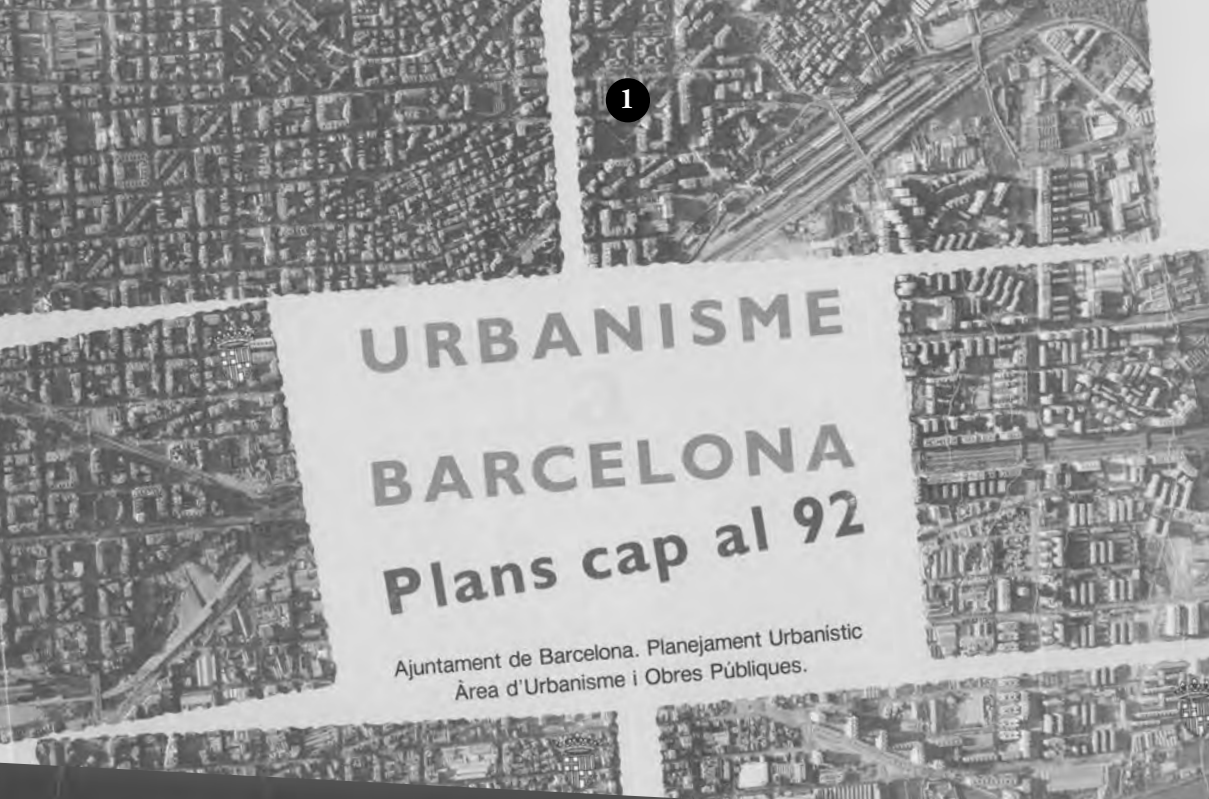 1
URBANISME
a
BARCELONA
Plans cap al 92
Ajuntament de Barcelona. Planejament Urbanístic
Àrea d'Urbanisme i Obres Públiques.